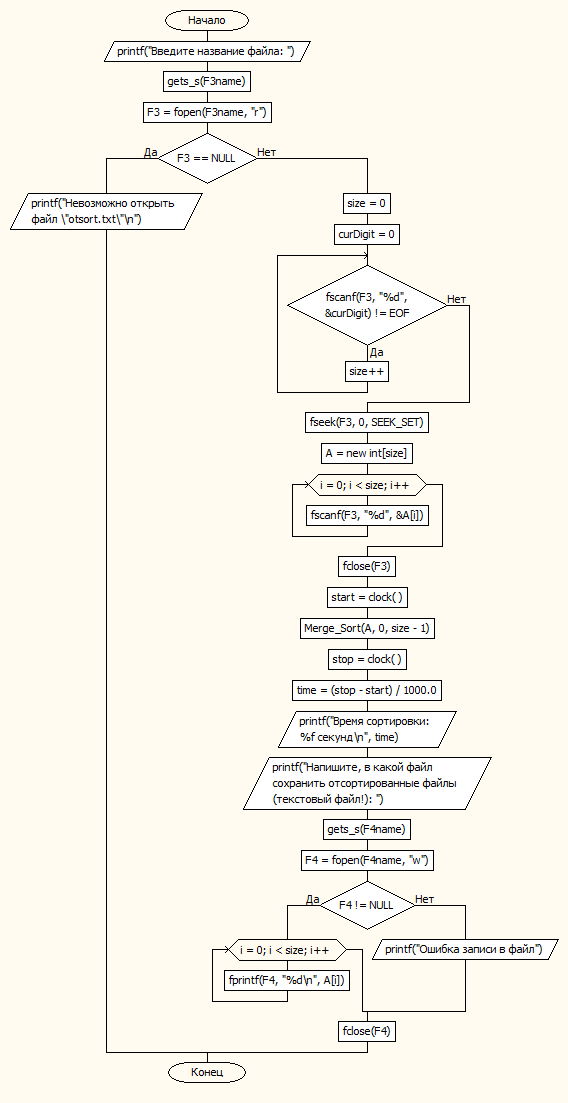 Начало
printf("Введите название файла: ")
gets_s(F3name)
F3 = fopen(F3name, "r")
F3 == NULL
Да
Нет
printf("Невозможно открыть
файл \"otsort.txt\"\n")
size = 0
curDigit = 0
fscanf(F3, "%d",
&curDigit) != EOF
Нет
Да
size++
fseek(F3, 0, SEEK_SET)
A = new int[size]
i = 0; i < size; i++
fscanf(F3, "%d", &A[i])
fclose(F3)
start = clock( )
Merge_Sort(A, 0, size - 1)
stop = clock( )
time = (stop - start) / 1000.0
printf("Время сортировки:
%f секунд\n", time)
printf("Напишите, в какой файл
сохранить отсортированные файлы
(текстовый файл!): ")
gets_s(F4name)
F4 = fopen(F4name, "w")
F4 != NULL
Да
Нет
i = 0; i < size; i++
printf("Ошибка записи в файл")
fprintf(F4, "%d\n", A[i])
fclose(F4)
Конец